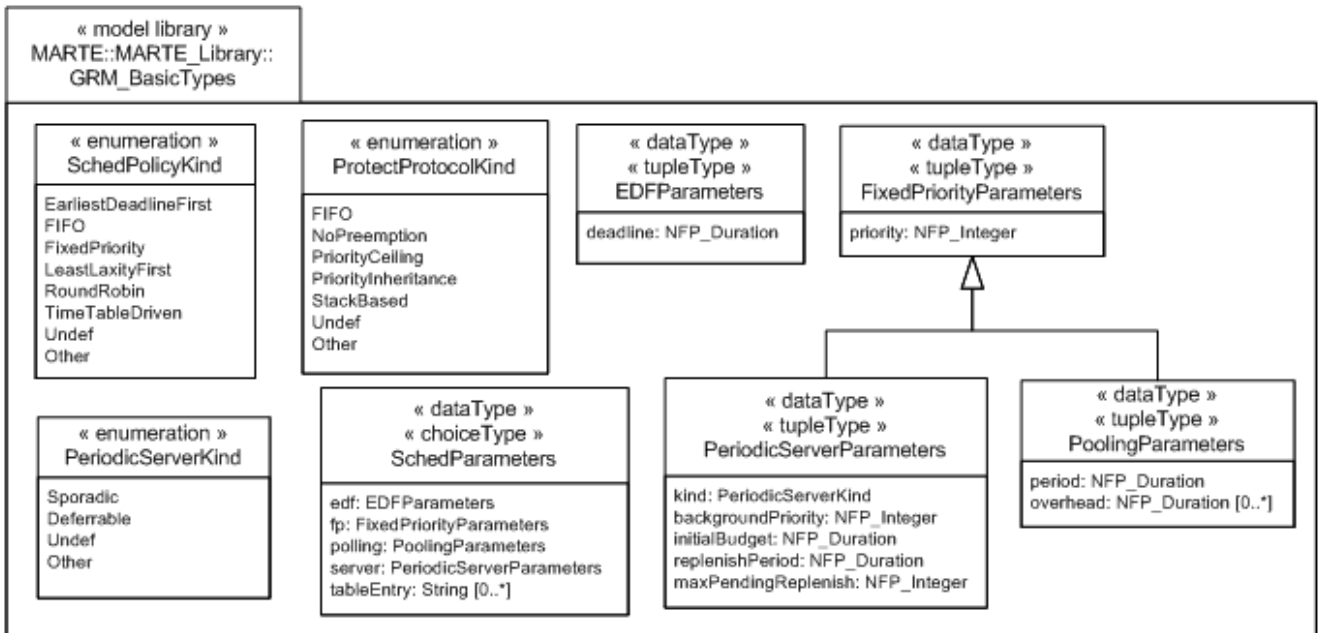 « model library »
MARTE::MARTE_Library::
GRM_BasicTypes
« enumeration »
SchedPolicyKind
EarliestDeadlineFirst
FIFO
FixedPriority
LeastLaxityFirst
RoundRobin
TimeTableDriven
Undef
Other
« enumeration »
ProtectProtocolKind
FIFO
NoPreemption
PriorityCeiling
PriorityInheritance
StackBased
Undef
Other
« dataType »
« tupleType »
EDFParameters
deadline: NFP_Duration
« dataType »
« tupleType »
FixedPriorityParameters
priority: NFP_Integer
« enumeration »
PeriodicServerKind
Sporadic
Deferrable
Undef
Other
« dataType »
« choiceType »
SchedParameters
edf: EDFParameters
fp: FixedPriorityParameters
polling: PoolingParameters
server: PeriodicServerParameters
tableEntry: String [0..*]
« dataType »
« tupleType »
PeriodicServerParameters
kind: PeriodicServerKind
backgroundPriority: NFP_Integer
initialBudget: NFP_Duration
replenishPeriod: NFP_Duration
maxPendingReplenish: NFP_Integer
« dataType »
« tupleType »
PoolingParameters
period: NFP_Duration
overhead: NFP_Duration [0..*]